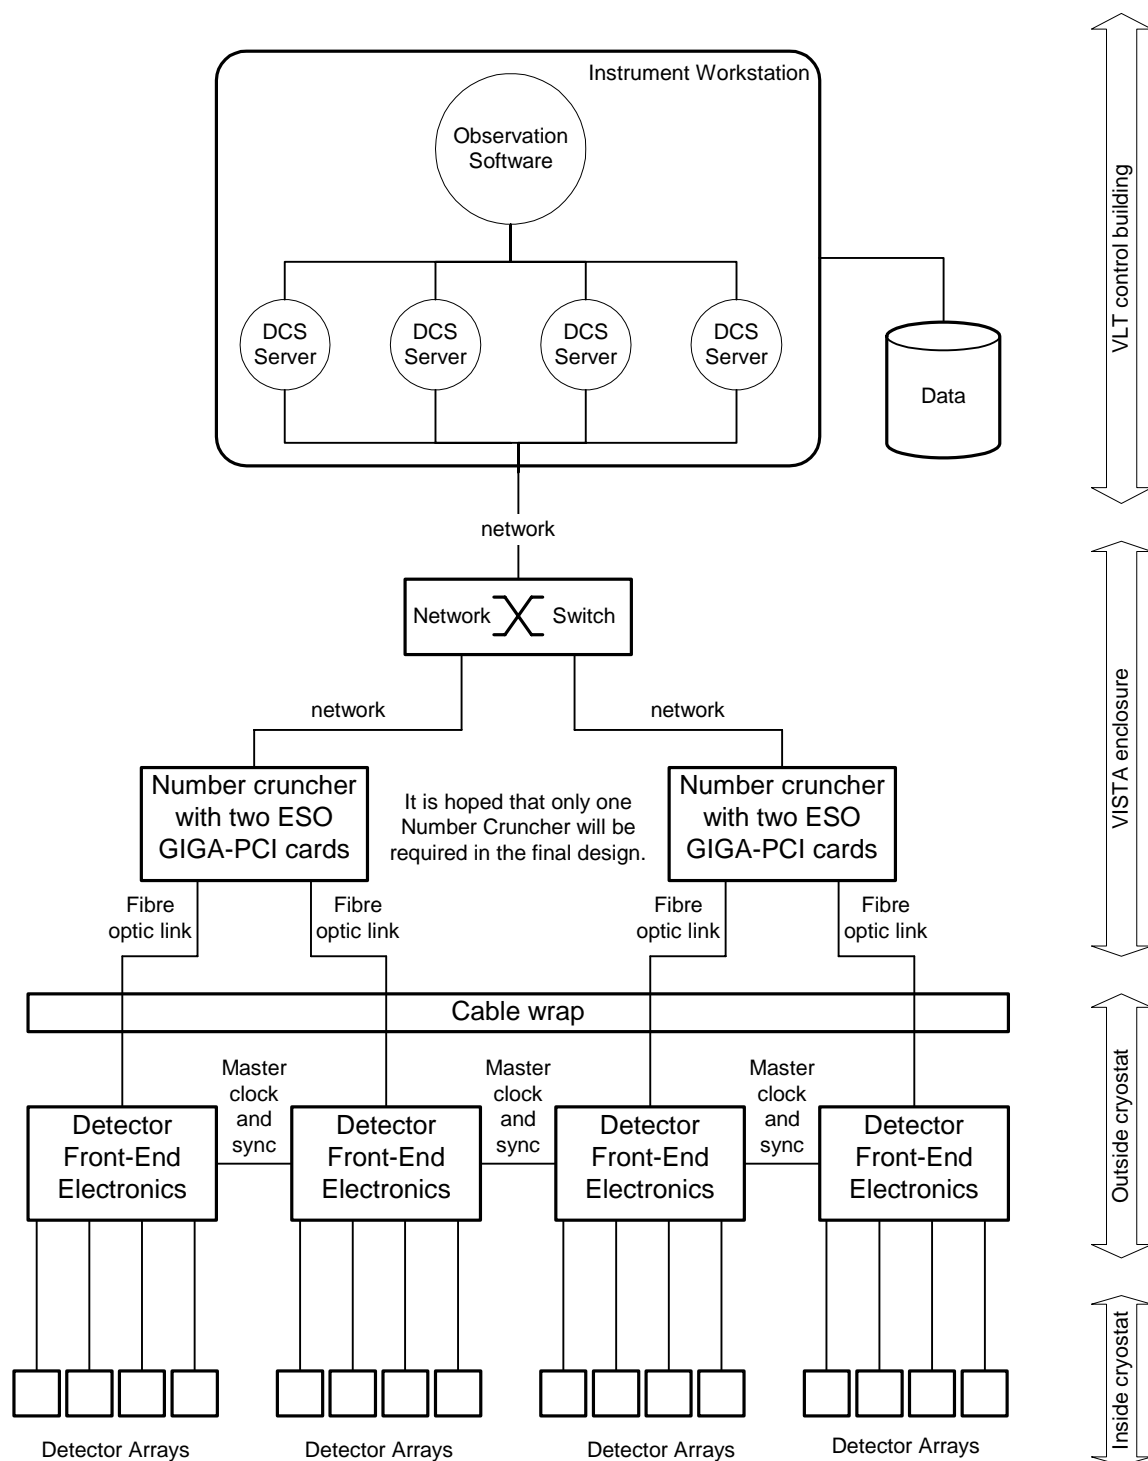 Instrument Workstation
Observation
Software
DCS
Server
DCS
Server
DCS
Server
DCS
Server
Data
VLT control building
network
Network
Switch
network
network
Number cruncher
with two ESO
GIGA-PCI cards
It is hoped that only one
Number Cruncher will be
required in the final design.
Number cruncher
with two ESO
GIGA-PCI cards
VISTA enclosure
Fibre
optic link
Fibre
optic link
Fibre
optic link
Fibre
optic link
Cable wrap
Master
clock
and
sync
Master
clock
and
sync
Master
clock
and
sync
Detector
Front-End
Electronics
Detector
Front-End
Electronics
Detector
Front-End
Electronics
Detector
Front-End
Electronics
Outside cryostat
Inside cryostat
Detector Arrays
Detector Arrays
Detector Arrays
Detector Arrays